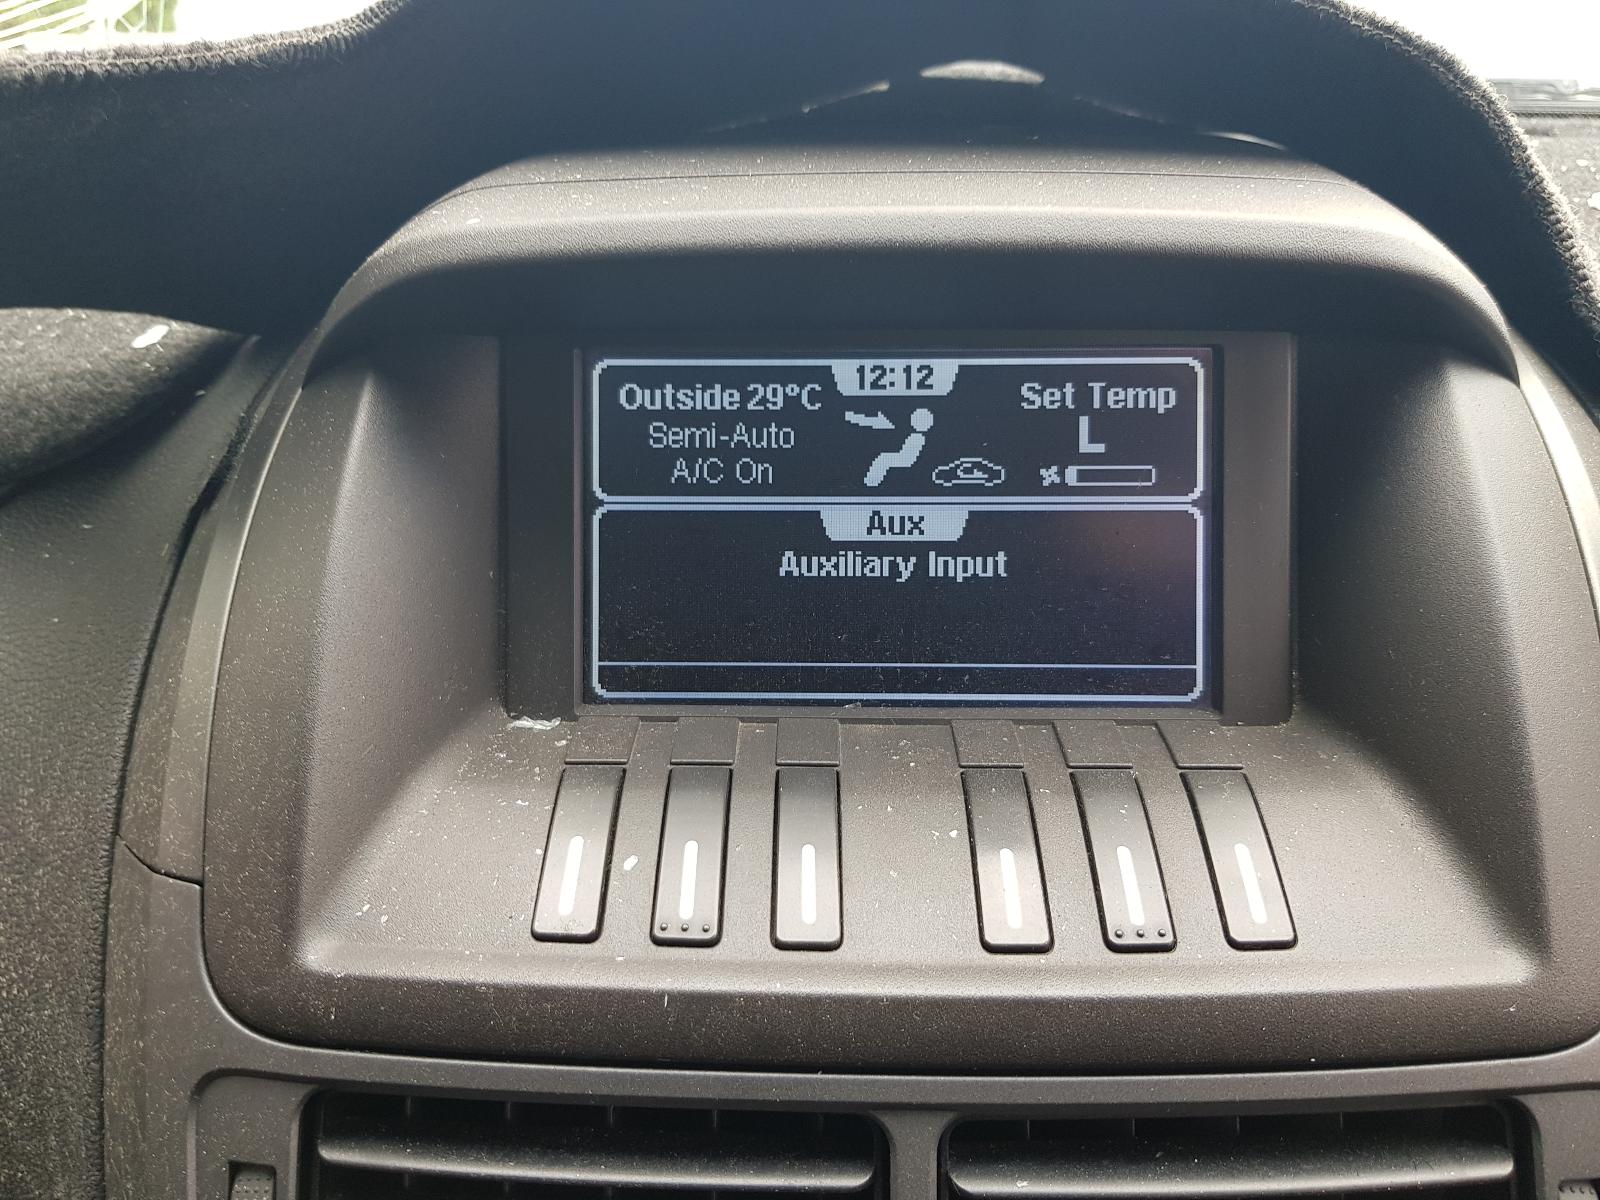 12:12
Outside 29°C
Semi-Auto
A/C On
Set Temp
L
Aux
Auxiliary Input